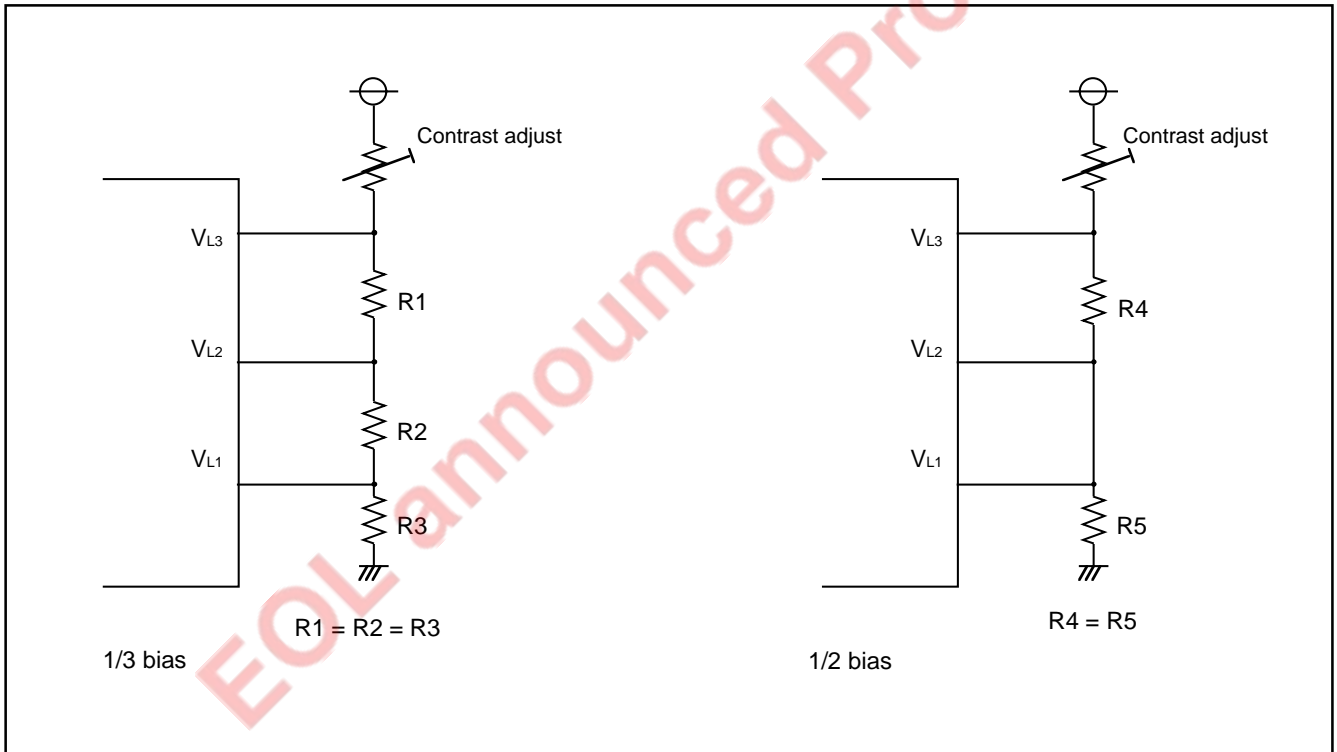 Contrast adjust
VL3
R1
VL2
R2
VL1
R3
R1 = R2 = R3
1/3 bias
Contrast adjust
VL3
R4
VL2
VL1
R5
R4 = R5
1/2 bias
EOL announced Pro